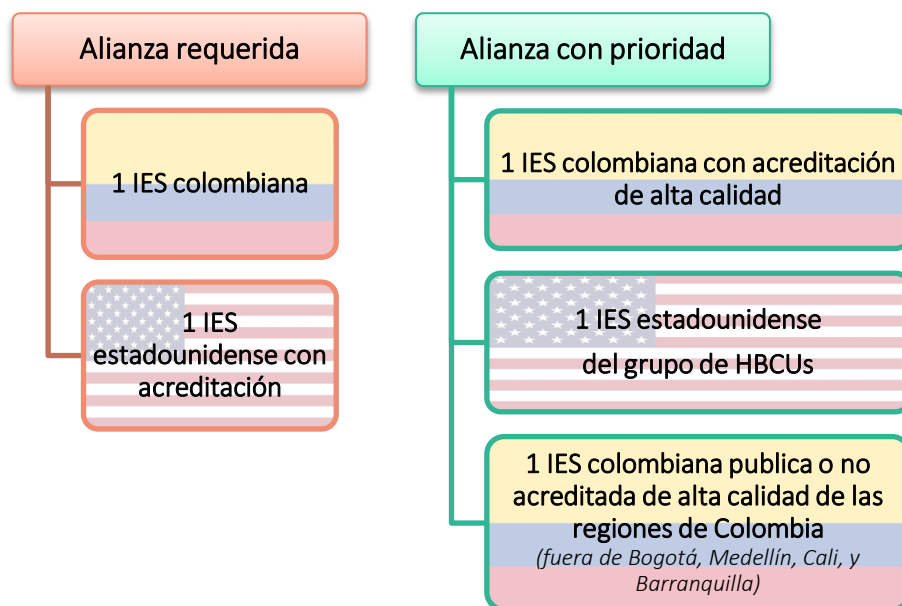 Alianza requerida
1 IES colombiana
1 IES
estadounidense con
acreditación
Alianza con prioridad
1 IES colombiana con acreditación
de alta calidad
1 IES estadounidense
del grupo de HBCUs
1 IES colombiana publica o no
acreditada de alta calidad de las
regiones de Colombia
(fuera de Bogotá, Medellín, Cali, y
Barranquilla)